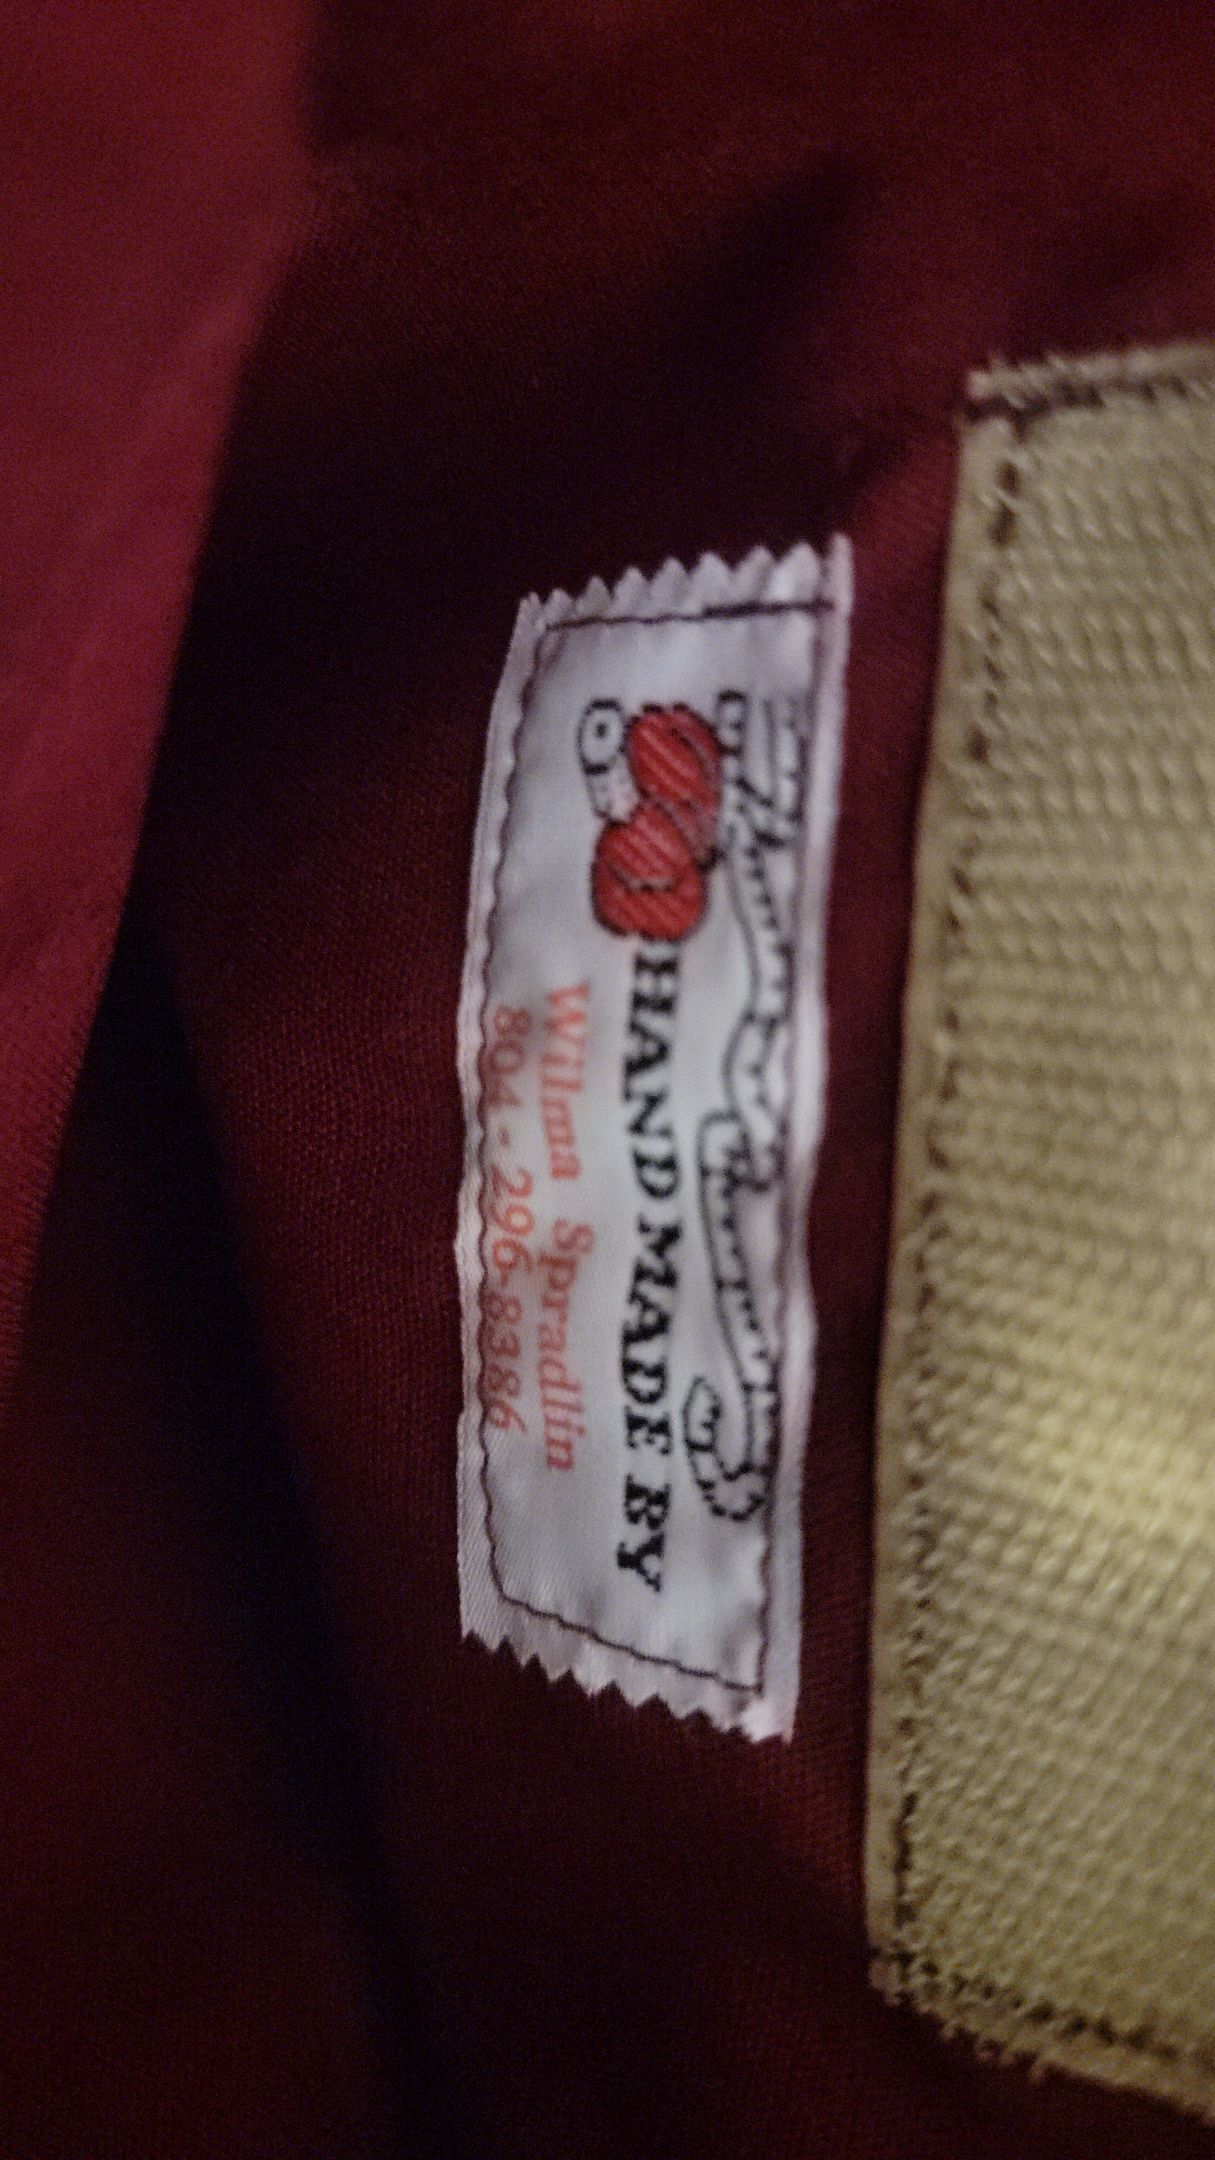 HAND MADE BY
Wilma Spradlin
804-296-8386